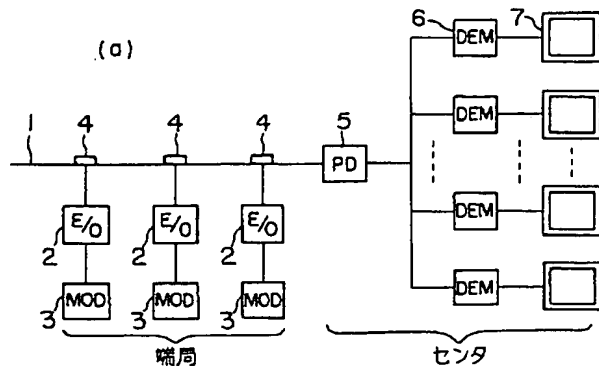 (a)
6 7
DEM
1 4 4 4 5
DEM
PD
2 E/O 2 E/O 2 E/O
DEM
3 MOD 3 MOD 3 MOD
DEM
端局
センタ